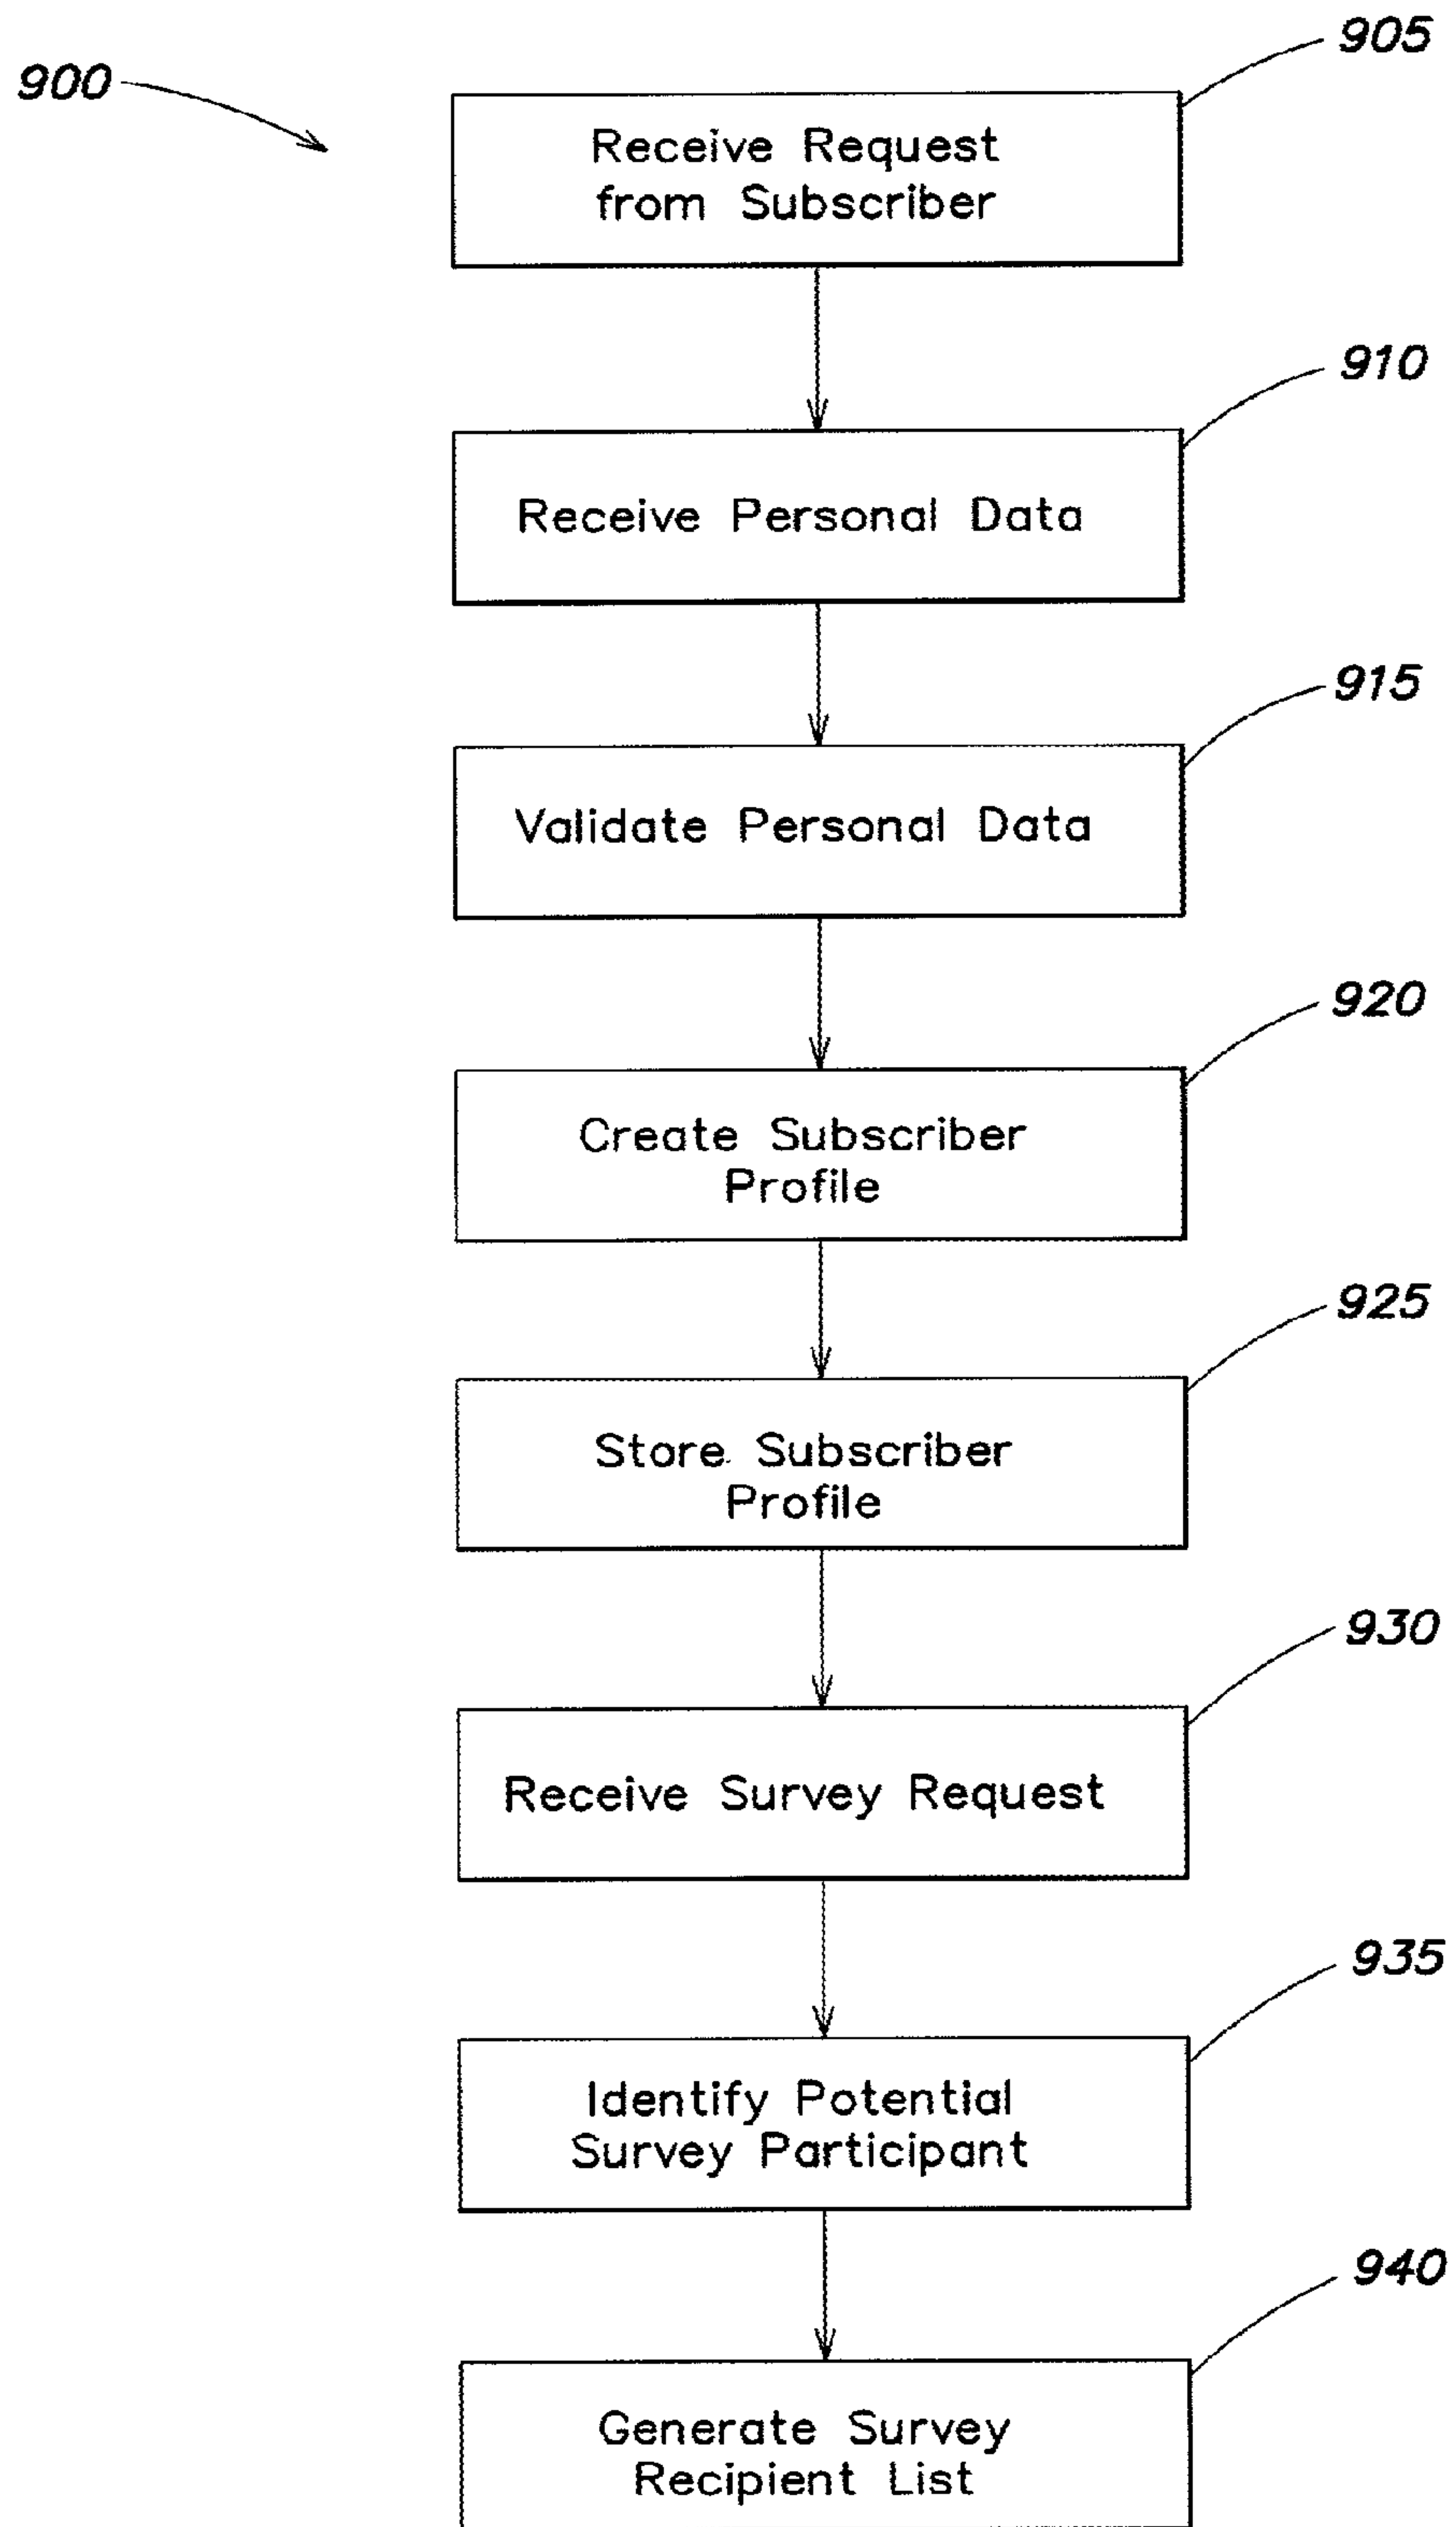 900
905
Receive Request
from Subscriber
910
Receive Personal Data
915
Validate Personal Data
920
Create Subscriber
Profile
925
Store Subscriber
Profile
930
Receive Survey Request
935
Identify Potential
Survey Participant
940
Generate Survey
Recipient List